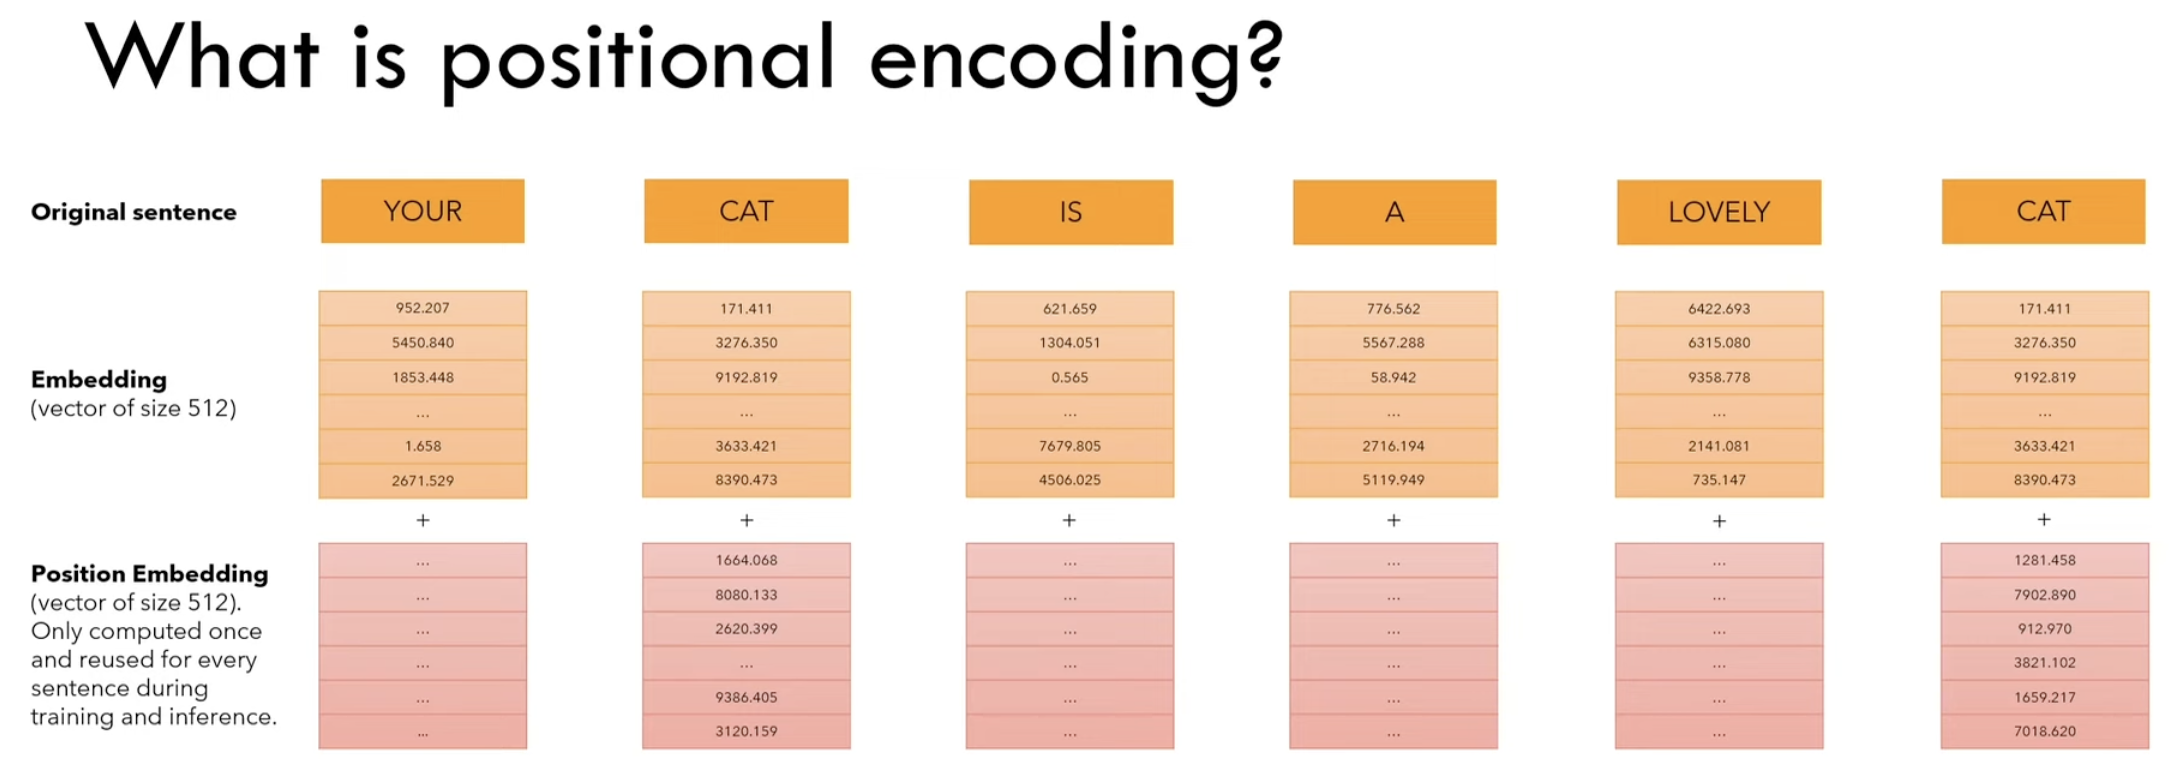 What is positional encoding?
Original sentence
YOUR
CAT
IS
A
LOVELY
CAT
Embedding
(vector of size 512)
952.207 171.411 621.659 776.562 6422.693 171.411
5450.840 3276.350 1304.051 5567.288 6315.080 3276.350
1853.448 9192.819 0.565 58.942 9358.778 9192.819
... ... ... ... ... ...
1.658 3633.421 7679.805 2716.194 2141.081 3633.421
2671.529 8390.473 4506.025 5119.949 735.147 8390.473
+ + + + + +
Position Embedding
(vector of size 512).
Only computed once
and reused for every
sentence during
training and inference.
... 1664.068 ... ... ... 1281.458
... 8080.133 ... ... ... 7902.890
... 2620.399 ... ... ... 912.970
... ... ... ... ... 3821.102
... 9386.405 ... ... ... 1659.217
... 3120.159 ... ... ... 7018.620